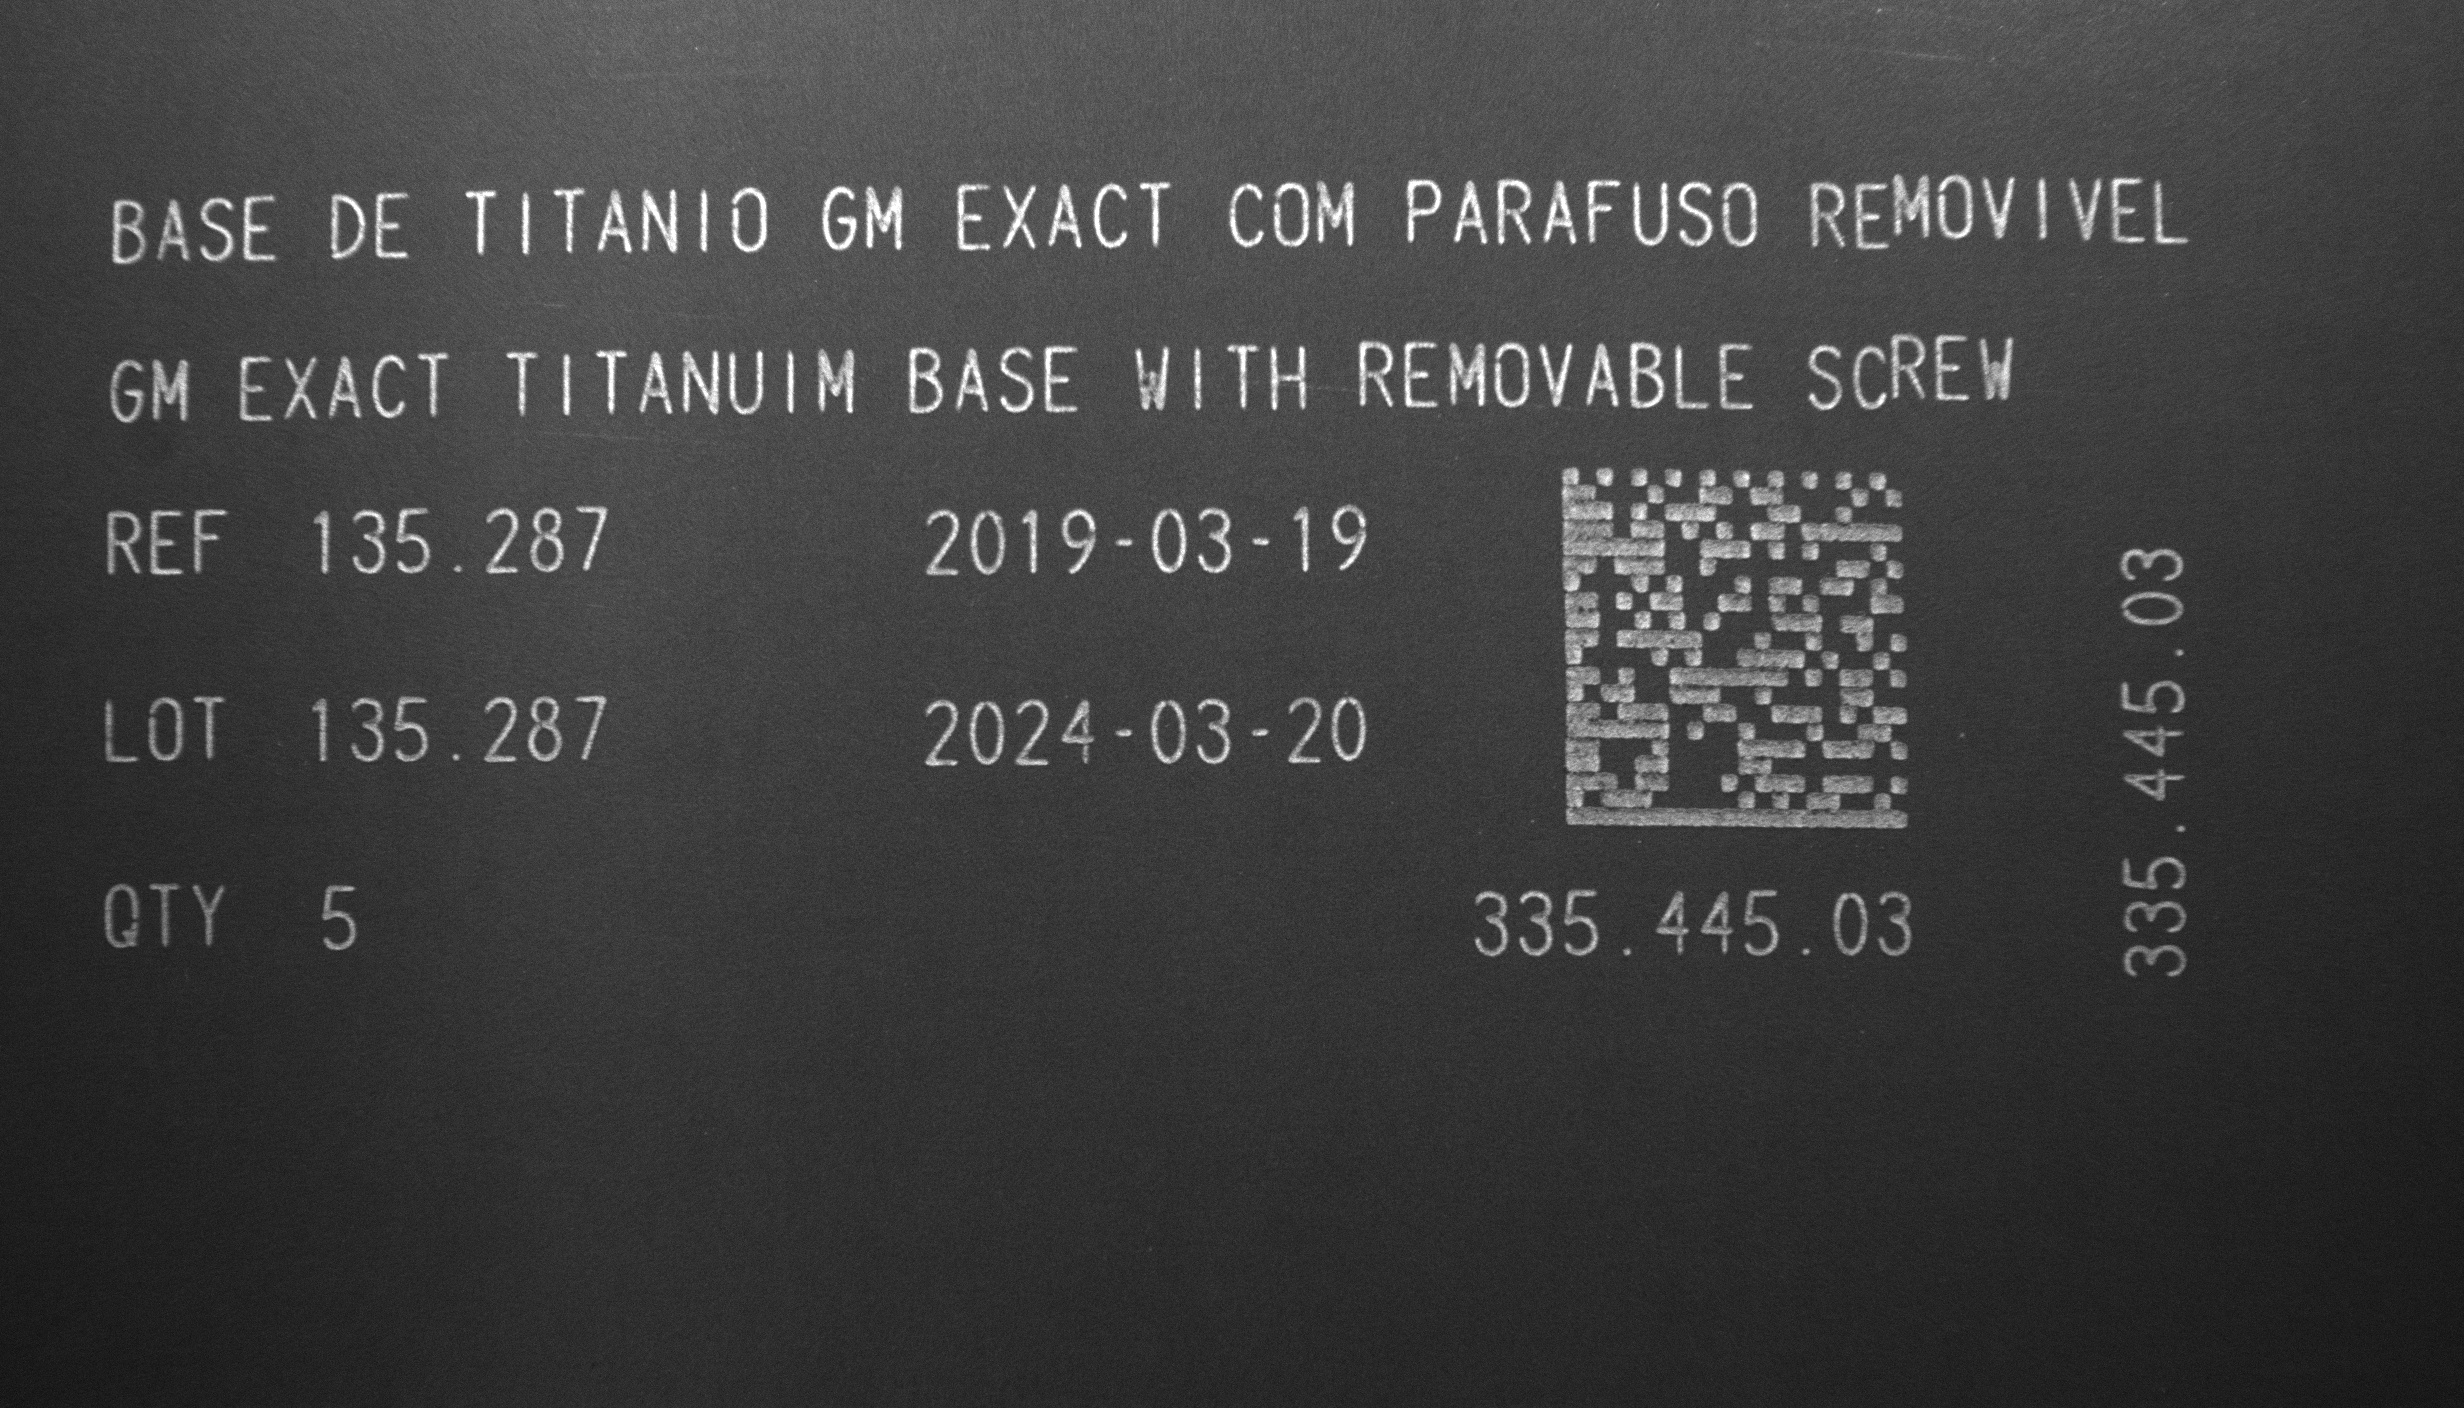 BASE DE TITANIO GM EXACT COM PARAFUSO REMOVIVEL
GM EXACT TITANUIM BASE WITH REMOVABLE SCREW
REF 135.287 2019-03-19
LOT 135.287 2024-03-20
QTY 5 335.445.03
335.445.03